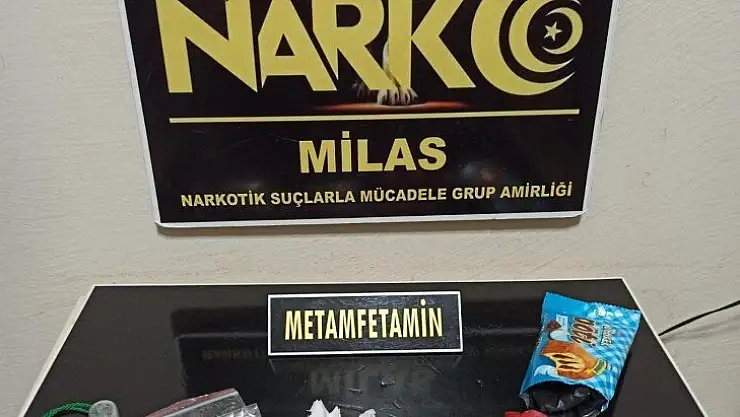 NARKO
MİLAS
NARKOTİK SUÇLARLA MÜCADELE GRUP AMİRLİĞİ
METAMFETAMİN